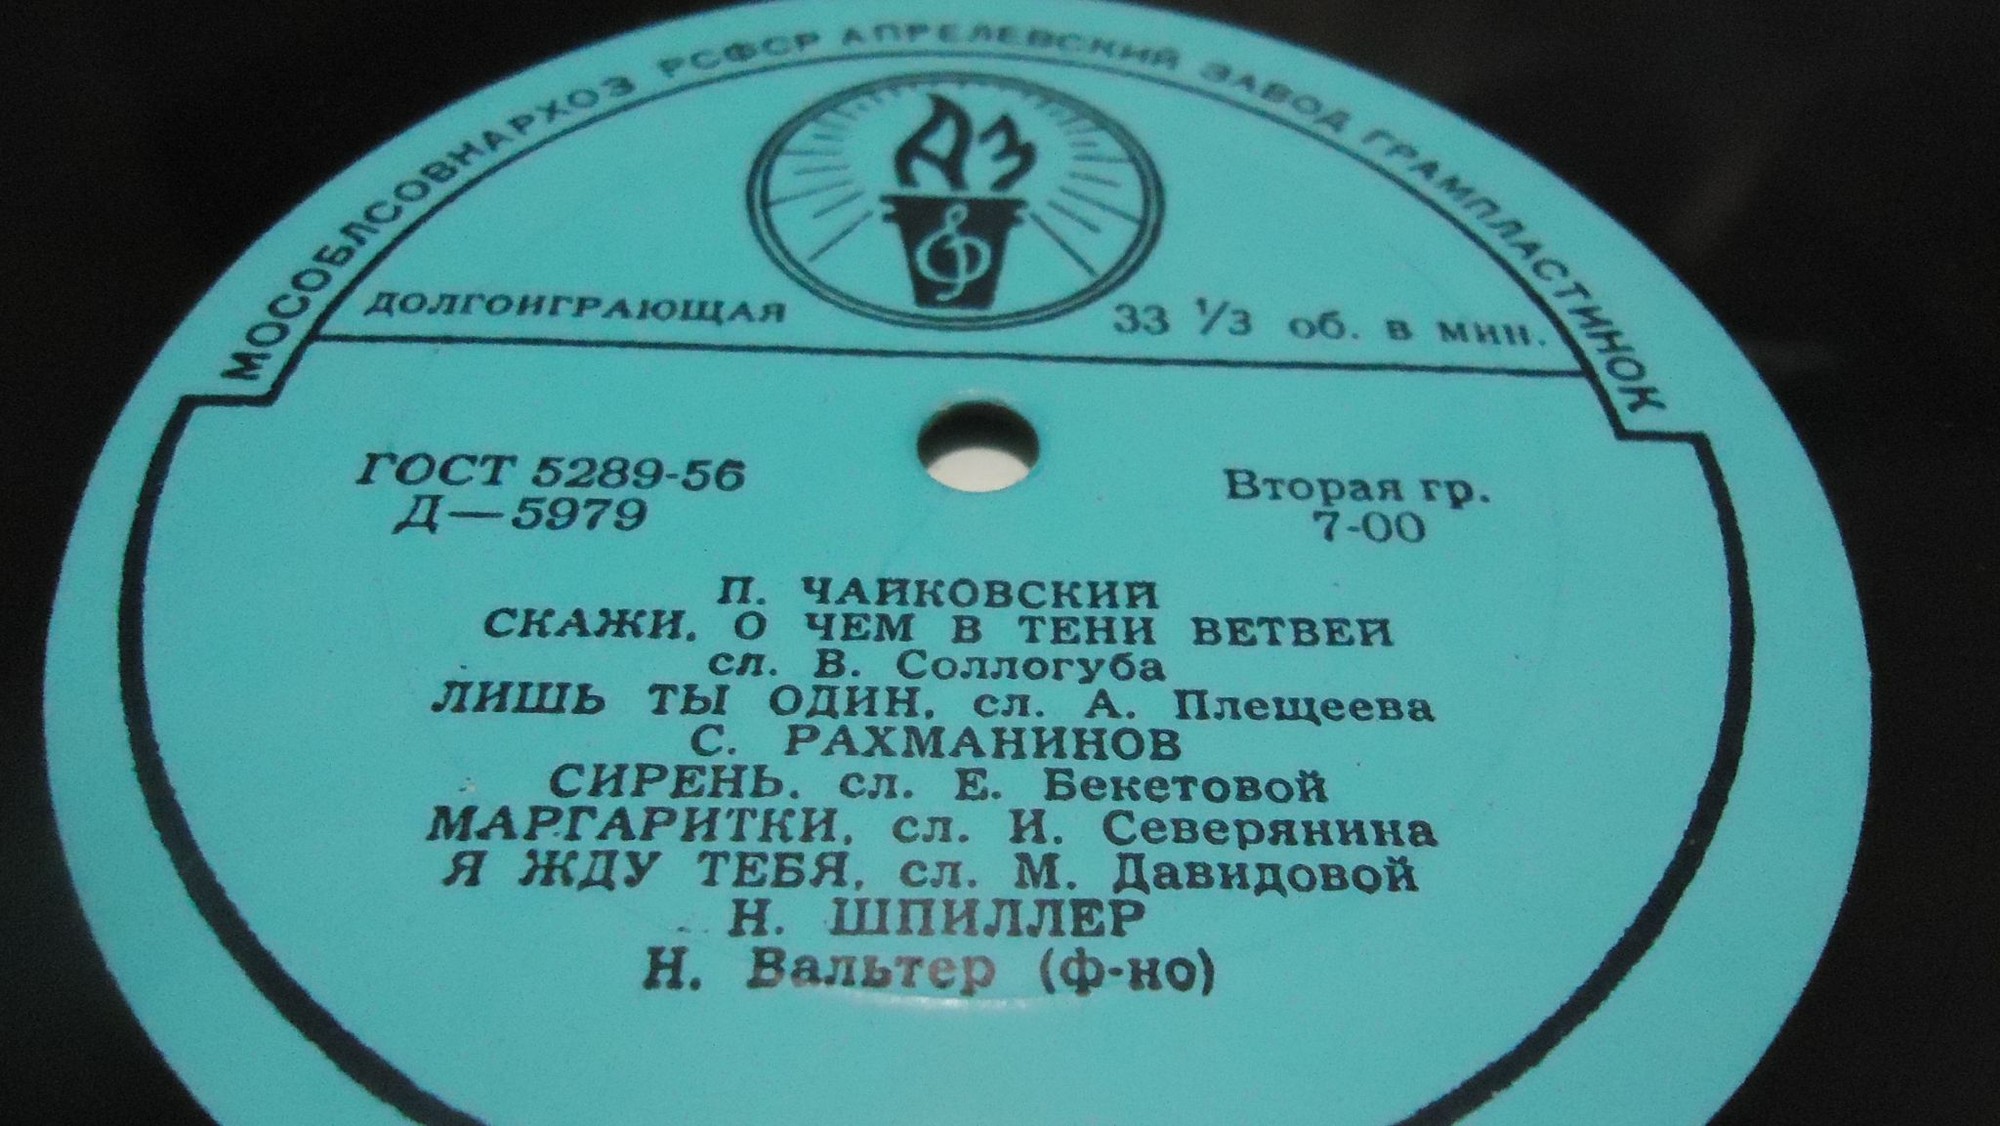 МОСОБЛСОВНАРХОЗ РСФСР АПРЕЛЕВСКИЙ ЗАВОД ГРАМПЛАСТИНОК
АЗ
ДОЛГОИГРАЮЩАЯ
33 1/3 об. в мин.
ГОСТ 5289-56
Д—5979
Вторая гр.
7-00
П. ЧАЙКОВСКИЙ
СКАЖИ, О ЧЕМ В ТЕНИ ВЕТВЕЙ
сл. В. Соллогуба
ЛИШЬ ТЫ ОДИН, сл. А. Плещеева
С. РАХМАНИНОВ
СИРЕНЬ, сл. Е. Бекетовой
МАРГАРИТКИ, сл. И. Северянина
Я ЖДУ ТЕБЯ, сл. М. Давидовой
Н. ШПИЛЛЕР
Н. Вальтер (ф-но)